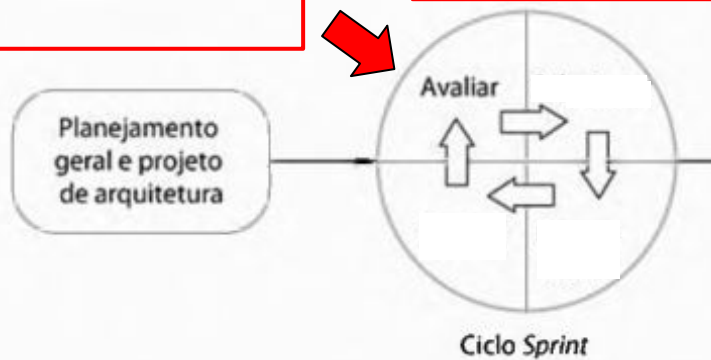 Avaliar
Planejamento
geral e projeto
de arquitetura
Ciclo Sprint